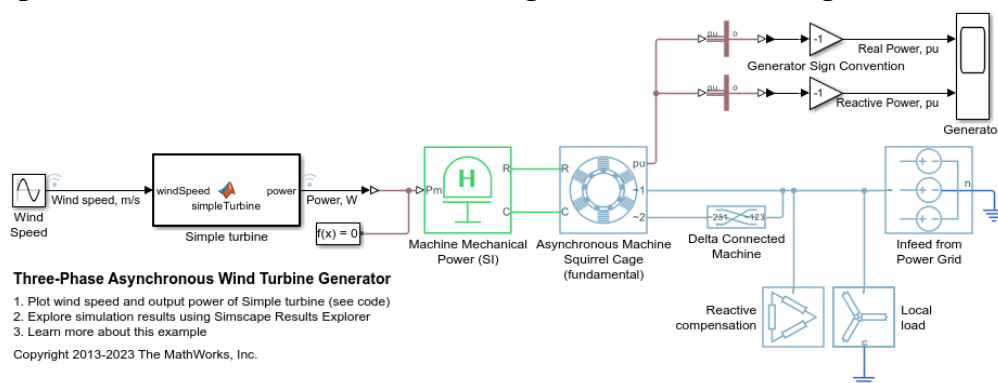 pu
o
-1
Real Power, pu
Generator Sign Convention
pu
o
-1
Reactive Power, pu
Generato
Wind speed, m/s
windSpeed
simpleTurbine
power
Power, W
Pm
H
R
C
R
C
pu
~1
~2
~231
~123
~
n
Wind
Speed
Simple turbine
f(x) = 0
Machine Mechanical
Power (SI)
Asynchronous Machine
Squirrel Cage
(fundamental)
Delta Connected
Machine
Infeed from
Power Grid
Three-Phase Asynchronous Wind Turbine Generator
1. Plot wind speed and output power of Simple turbine (see code)
2. Explore simulation results using Simscape Results Explorer
3. Learn more about this example
Copyright 2013-2023 The MathWorks, Inc.
Reactive
compensation
Local
load